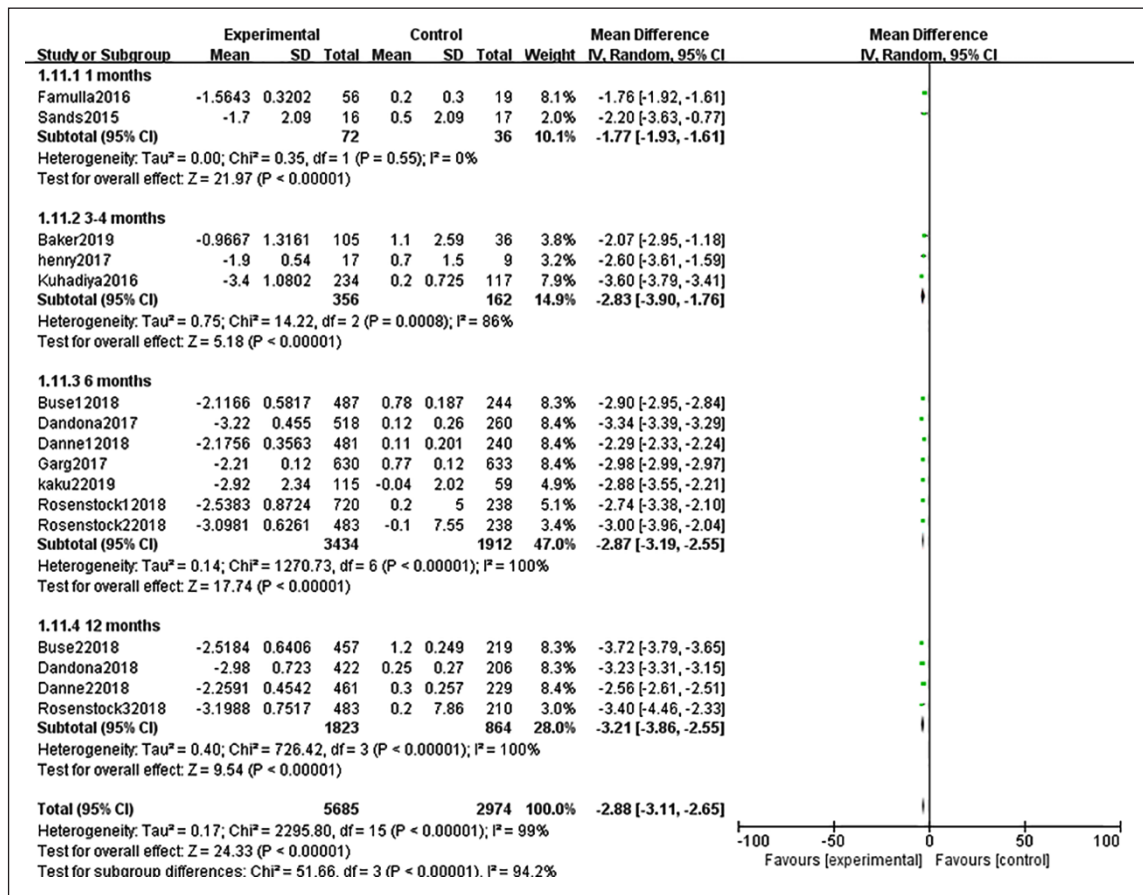 Experimental Control Mean Difference Mean Difference
Study or Subgroup Mean SD Total Mean SD Total Weight IV, Random, 95% CI IV, Random, 95% CI
1.11.1 1 months
Famulla2016 -1.5643 0.3202 56 0.2 0.3 19 8.1% -1.76 [-1.92, -1.61]
Sands2015 -1.7 2.09 16 0.5 2.09 17 2.0% -2.20 [-3.63, -0.77]
Subtotal (95% CI) 72 36 10.1% -1.77 [-1.93, -1.61]
Heterogeneity: Tau² = 0.00; Chi² = 0.35, df = 1 (P = 0.55); I² = 0%
Test for overall effect: Z = 21.97 (P < 0.00001)
1.11.2 3-4 months
Baker2019 -0.9667 1.3161 105 1.1 2.59 36 3.8% -2.07 [-2.95, -1.18]
henry2017 -1.9 0.54 17 0.7 1.5 9 3.2% -2.60 [-3.61, -1.59]
Kuhadiya2016 -3.4 1.0802 234 0.2 0.725 117 7.9% -3.60 [-3.79, -3.41]
Subtotal (95% CI) 356 162 14.9% -2.83 [-3.90, -1.76]
Heterogeneity: Tau² = 0.75; Chi² = 14.22, df = 2 (P = 0.0008); I² = 86%
Test for overall effect: Z = 5.18 (P < 0.00001)
1.11.3 6 months
Buse12018 -2.1166 0.5817 487 0.78 0.187 244 8.3% -2.90 [-2.95, -2.84]
Dandona2017 -3.22 0.455 518 0.12 0.26 260 8.4% -3.34 [-3.39, -3.29]
Danne12018 -2.1756 0.3563 481 0.11 0.201 240 8.4% -2.29 [-2.33, -2.24]
Garg2017 -2.21 0.12 630 0.77 0.12 633 8.4% -2.98 [-2.99, -2.97]
kaku22019 -2.92 2.34 115 -0.04 2.02 59 4.9% -2.88 [-3.55, -2.21]
Rosenstock12018 -2.5383 0.8724 720 0.2 5 238 5.1% -2.74 [-3.38, -2.10]
Rosenstock22018 -3.0981 0.6261 483 -0.1 7.55 238 3.4% -3.00 [-3.96, -2.04]
Subtotal (95% CI) 3434 1912 47.0% -2.87 [-3.19, -2.55]
Heterogeneity: Tau² = 0.14; Chi² = 1270.73, df = 6 (P < 0.00001); I² = 100%
Test for overall effect: Z = 17.74 (P < 0.00001)
1.11.4 12 months
Buse22018 -2.5184 0.6406 457 1.2 0.249 219 8.3% -3.72 [-3.79, -3.65]
Dandona2018 -2.98 0.723 422 0.25 0.27 206 8.3% -3.23 [-3.31, -3.15]
Danne22018 -2.2591 0.4542 461 0.3 0.257 229 8.4% -2.56 [-2.61, -2.51]
Rosenstock32018 -3.1988 0.7517 483 0.2 7.86 210 3.0% -3.40 [-4.46, -2.33]
Subtotal (95% CI) 1823 864 28.0% -3.21 [-3.86, -2.55]
Heterogeneity: Tau² = 0.40; Chi² = 726.42, df = 3 (P < 0.00001); I² = 100%
Test for overall effect: Z = 9.54 (P < 0.00001)
Total (95% CI) 5685 2974 100.0% -2.88 [-3.11, -2.65]
Heterogeneity: Tau² = 0.17; Chi² = 2295.80, df = 15 (P < 0.00001); I² = 99%
Test for overall effect: Z = 24.33 (P < 0.00001)
Test for subgroup differences: Chi² = 51.66, df = 3 (P < 0.00001), I² = 94.2%
-100 -50 0 50 100
Favours [experimental] Favours [control]